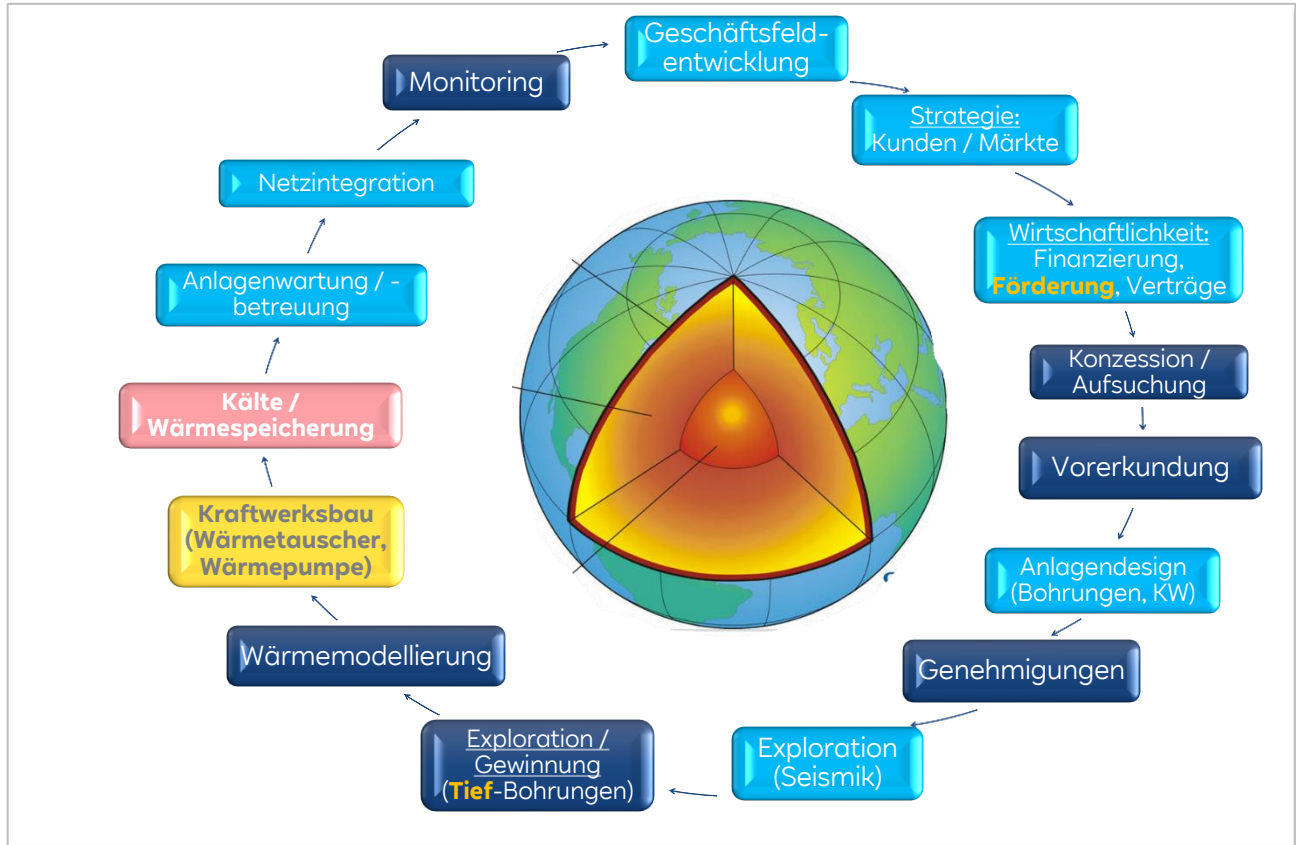 Geschäftsfeld-
entwicklung
Strategie:
Kunden / Märkte
Wirtschaftlichkeit:
Finanzierung,
Förderung, Verträge
Konzession /
Aufsuchung
Vorerkundung
Anlagendesign
(Bohrungen, KW)
Genehmigungen
Exploration
(Seismik)
Exploration /
Gewinnung
(Tief-Bohrungen)
Wärmemodellierung
Kraftwerksbau
(Wärmetauscher,
Wärmepumpe)
Kälte /
Wärmespeicherung
Anlagenwartung / -
betreuung
Netzintegration
Monitoring